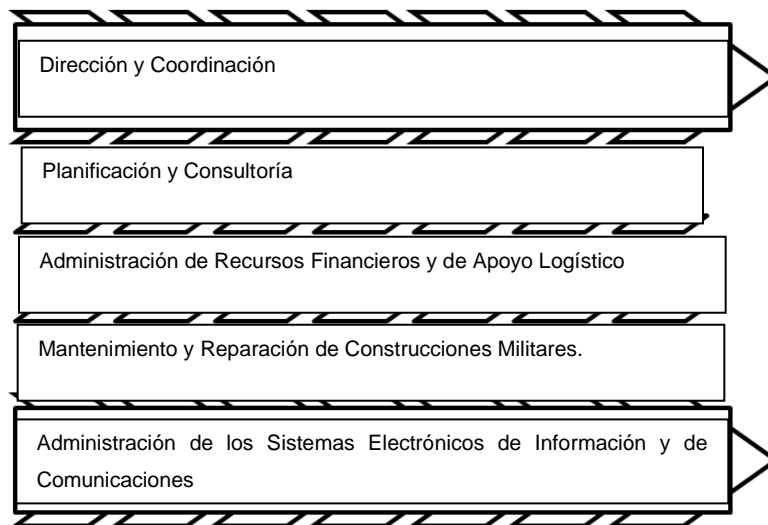 Dirección y Coordinación
Planificación y Consultoría
Administración de Recursos Financieros y de Apoyo Logístico
Mantenimiento y Reparación de Construcciones Militares.
Administración de los Sistemas Electrónicos de Información y de
Comunicaciones